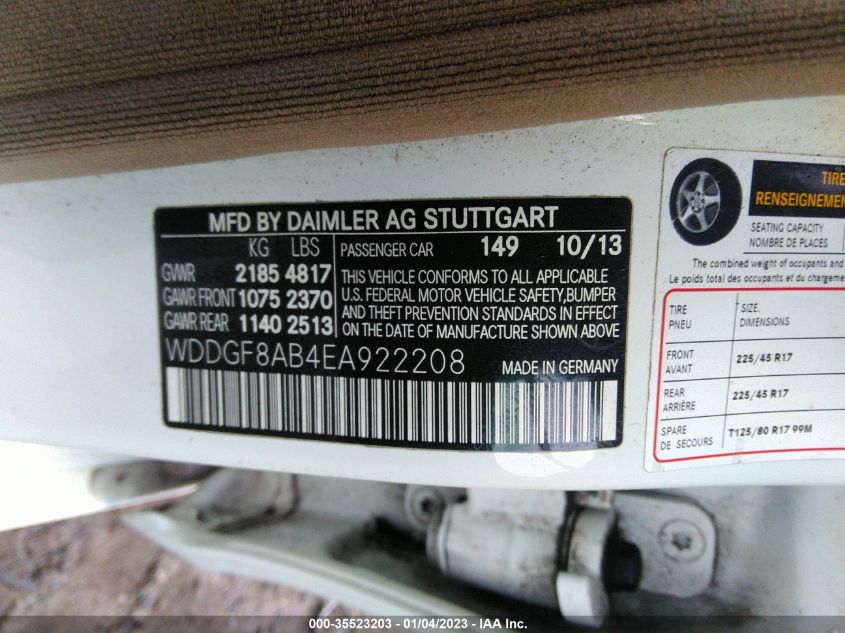 MFD BY DAIMLER AG STUTTGART
KG LBS
GVWR 2185 4817
GAWR FRONT 1075 2370
GAWR REAR 1140 2513
PASSENGER CAR 149 10/13
THIS VEHICLE CONFORMS TO ALL APPLICABLE
U.S. FEDERAL MOTOR VEHICLE SAFETY,BUMPER
AND THEFT PREVENTION STANDARDS IN EFFECT
ON THE DATE OF MANUFACTURE SHOWN ABOVE
WDDGF8AB4EA922208
MADE IN GERMANY
TIRE
RENSEIGNEMEN
SEATING CAPACITY
NOMBRE DE PLACES
The combined weight of occupants and
Le poids total des occupants et du chargeme
TIRE SIZE.
PNEU DIMENSIONS
FRONT
AVANT 225/45 R17
REAR
ARRIÈRE 225/45 R17
SPARE
DE SECOURS T125/80 R17 99M
000-35523203 - 01/04/2023 - IAA Inc.